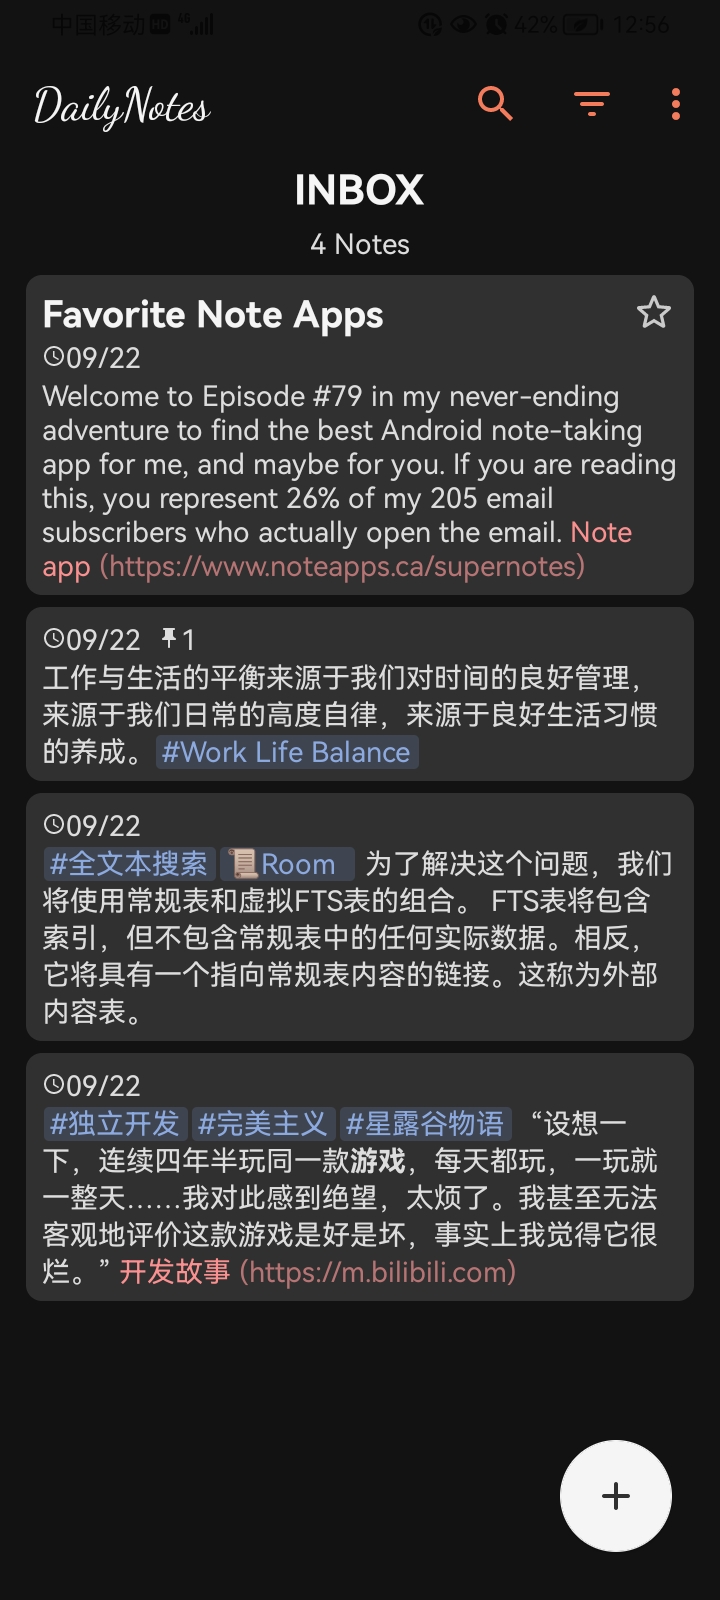 中国移动 HD 4G 42% 12:56
DailyNotes
INBOX
4 Notes
Favorite Note Apps
09/22
Welcome to Episode #79 in my never-ending
adventure to find the best Android note-taking
app for me, and maybe for you. If you are reading
this, you represent 26% of my 205 email
subscribers who actually open the email. Note
app (https://www.noteapps.ca/supernotes)
09/22 1
工作与生活的平衡来源于我们对时间的良好管理，
来源于我们日常的高度自律，来源于良好生活习惯
的养成。#Work Life Balance
09/22
#全文本搜索 📜Room 为了解决这个问题，我们
将使用常规表和虚拟FTS表的组合。 FTS表将包含
索引，但不包含常规表中的任何实际数据。相反，
它将具有一个指向常规表内容的链接。这称为外部
内容表。
09/22
#独立开发 #完美主义 #星露谷物语 “设想一
下，连续四年半玩同一款游戏，每天都玩，一玩就
一整天……我对此感到绝望，太烦了。我甚至无法
客观地评价这款游戏是好是坏，事实上我觉得它很
烂。” 开发故事 (https://m.bilibili.com)